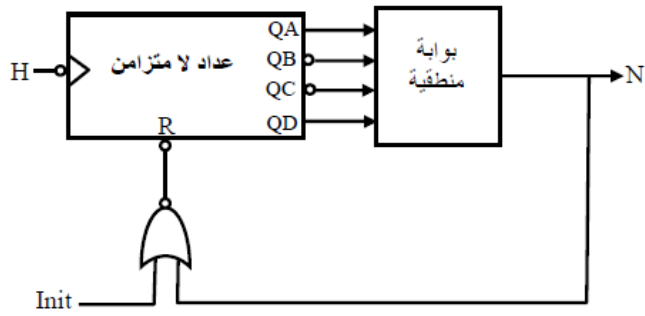 QA
H
عداد لا متزامن
QB
QC
R
QD
بوابة
منطقية
N
Init